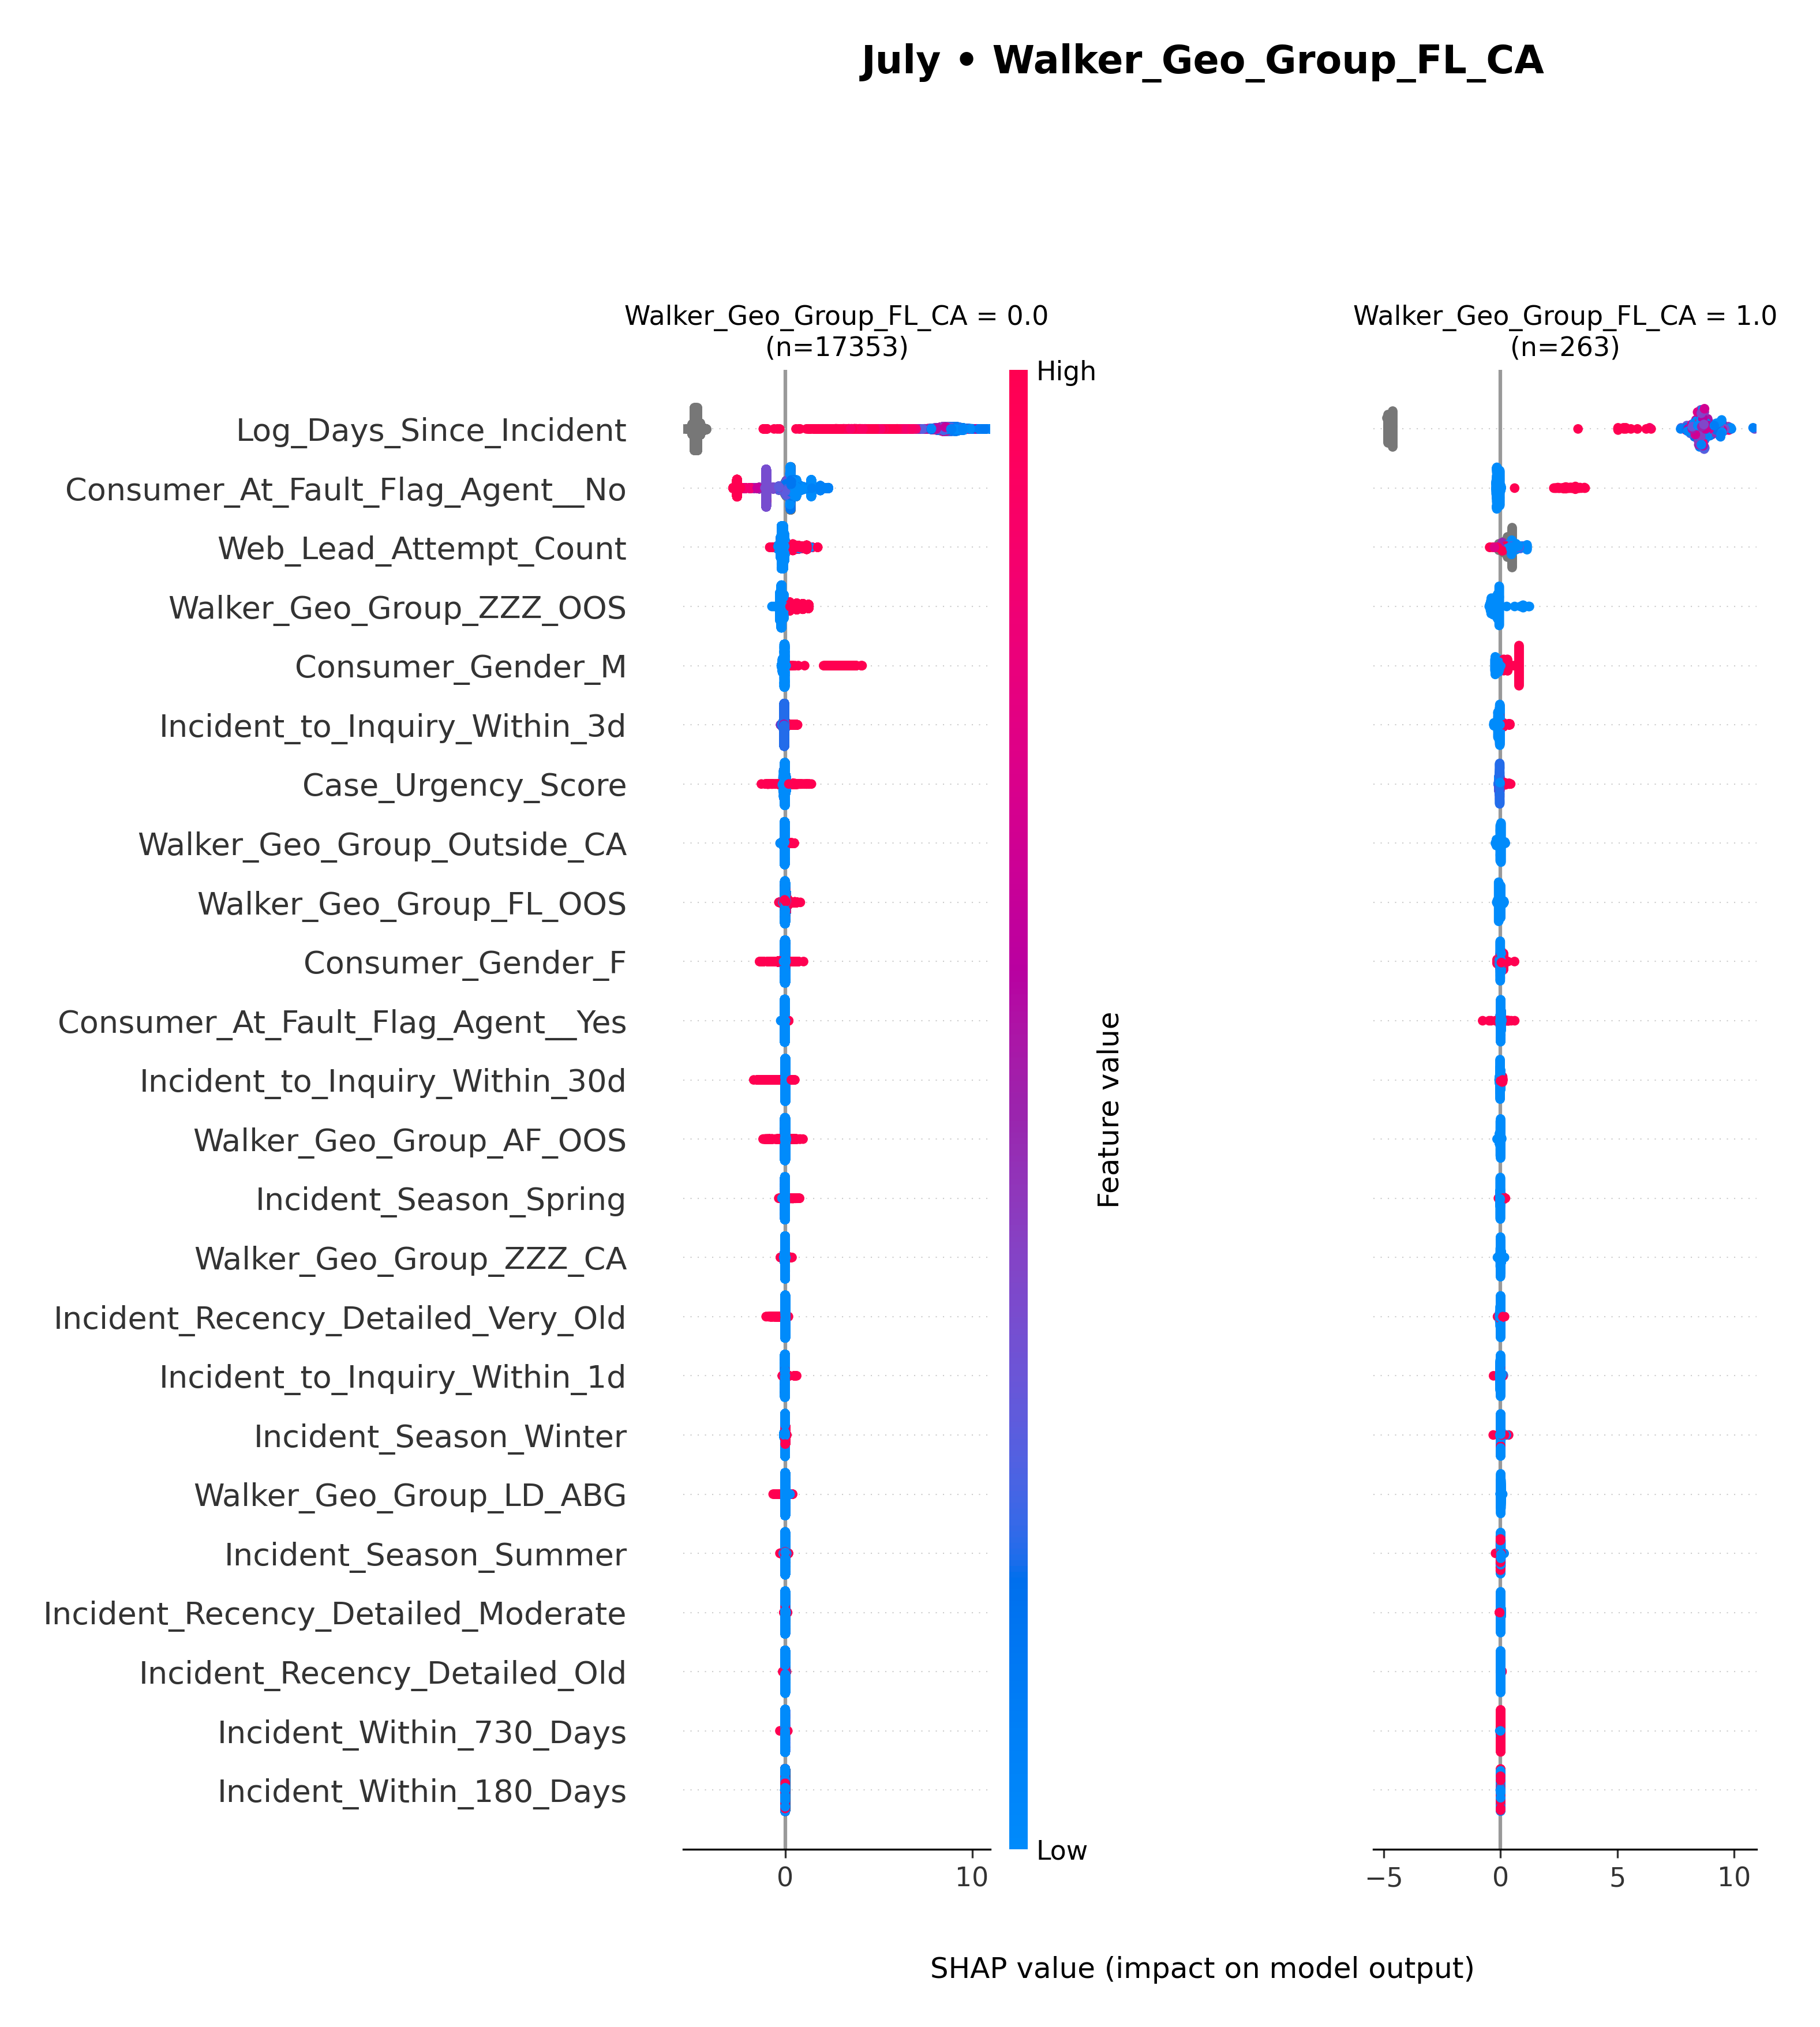 July • Walker_Geo_Group_FL_CA
Walker_Geo_Group_FL_CA = 0.0
(n=17353)
Walker_Geo_Group_FL_CA = 1.0
(n=263)
High
Log_Days_Since_Incident
Consumer_At_Fault_Flag_Agent__No
Web_Lead_Attempt_Count
Walker_Geo_Group_ZZZ_OOS
Consumer_Gender_M
Incident_to_Inquiry_Within_3d
Case_Urgency_Score
Walker_Geo_Group_Outside_CA
Walker_Geo_Group_FL_OOS
Consumer_Gender_F
Consumer_At_Fault_Flag_Agent__Yes
Incident_to_Inquiry_Within_30d
Walker_Geo_Group_AF_OOS
Incident_Season_Spring
Walker_Geo_Group_ZZZ_CA
Incident_Recency_Detailed_Very_Old
Incident_to_Inquiry_Within_1d
Incident_Season_Winter
Walker_Geo_Group_LD_ABG
Incident_Season_Summer
Incident_Recency_Detailed_Moderate
Incident_Recency_Detailed_Old
Incident_Within_730_Days
Incident_Within_180_Days
Feature value
Low
0 10
−5 0 5 10
SHAP value (impact on model output)